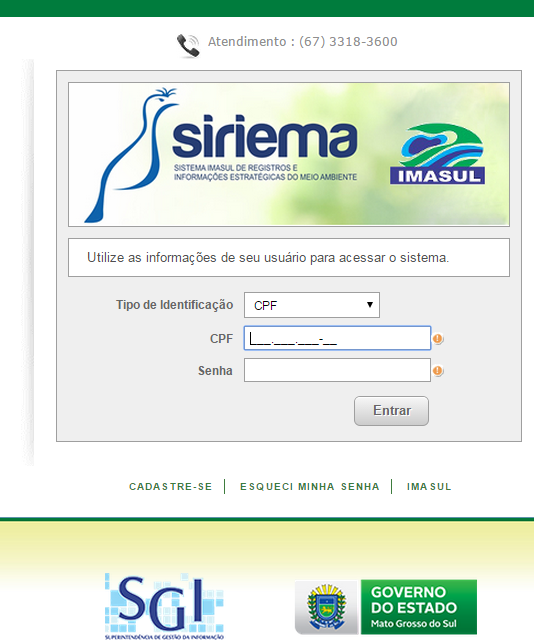 Atendimento : (67) 3318-3600
siriema
SISTEMA IMASUL DE REGISTROS E
INFORMAÇÕES ESTRATÉGICAS DO MEIO AMBIENTE
IMASUL
Utilize as informações de seu usuário para acessar o sistema.
Tipo de Identificação CPF
CPF ___.___.___-__
Senha
Entrar
CADASTRE-SE ESQUECI MINHA SENHA IMASUL
SGI
SUPERINTENDÊNCIA DE GESTÃO DA INFORMAÇÃO
GOVERNO
DO ESTADO
Mato Grosso do Sul